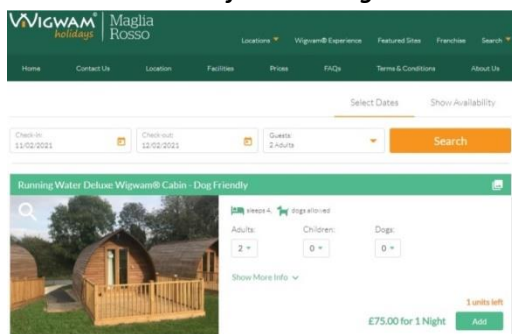 WIGWAM® holidays Maglia Rosso
Locations Wigwam® Experience Featured Sites Frenchies Search
Home Contact Us Location Facilities Prices FAQs Terms & Conditions About Us
Select Dates Show Availability
Check-in: 11/02/2021 Check-out: 12/02/2021 Guests: 2 Adults Search
Running Water Deluxe Wigwam® Cabin - Dog Friendly
sleeps 4, dogs allowed
Adults: Children: Dogs:
2 0 0
Show More Info
1 units left
£75.00 for 1 Night Add